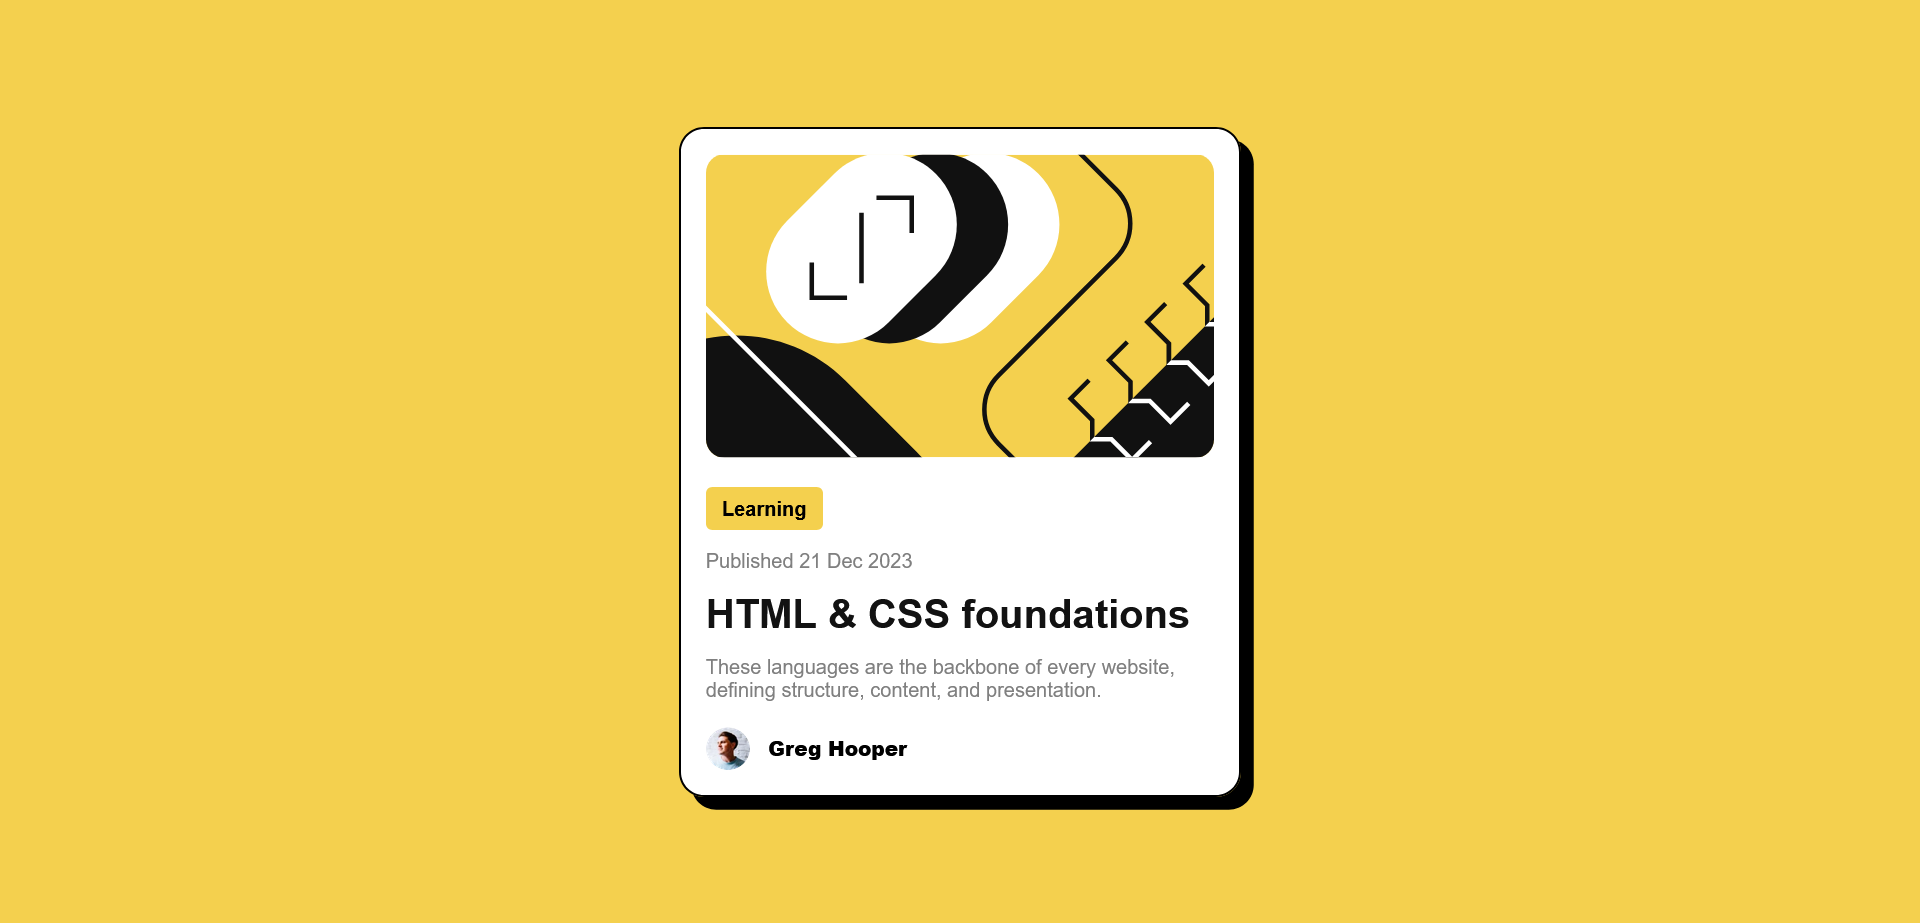 Learning
Published 21 Dec 2023
HTML & CSS foundations
These languages are the backbone of every website,
defining structure, content, and presentation.
Greg Hooper